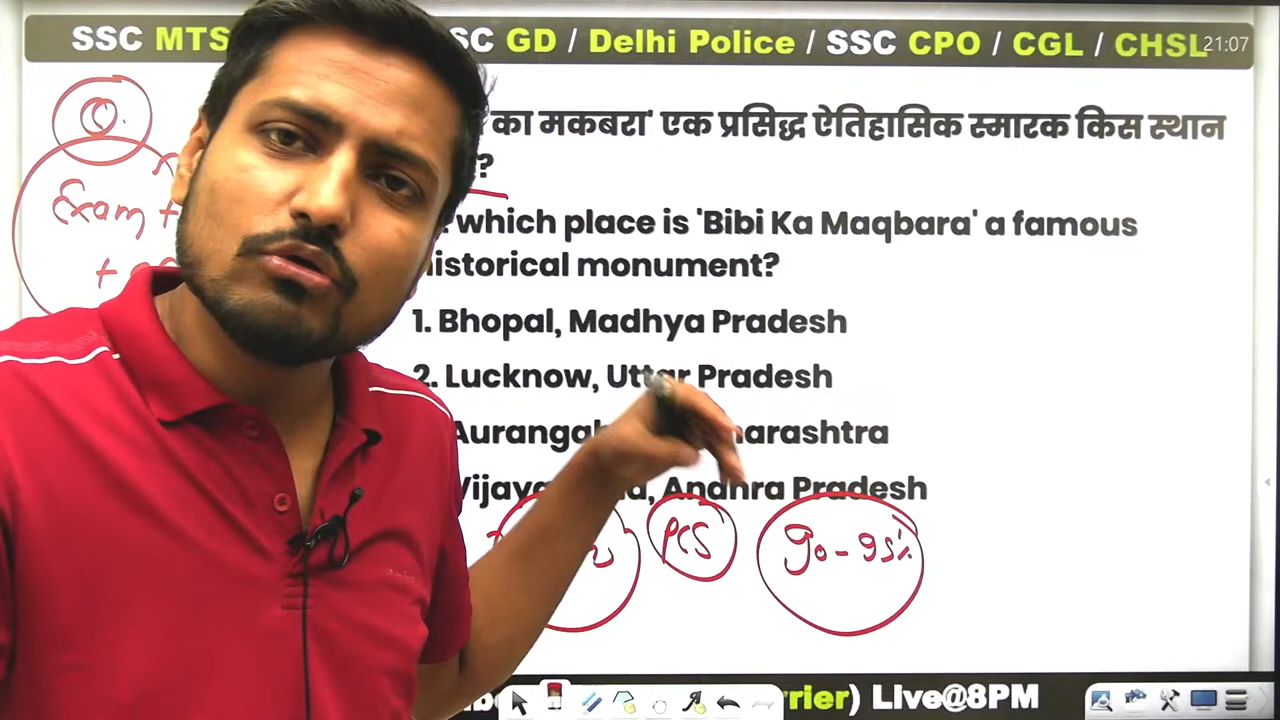 SSC MTS SC GD / Delhi Police / SSC CPO / CGL / CHSL 21:07
का मकबरा' एक प्रसिद्ध ऐतिहासिक स्मारक किस स्थान
?
which place is 'Bibi Ka Maqbara' a famous
historical monument?
1. Bhopal, Madhya Pradesh
2. Lucknow, Uttar Pradesh
Aurangab arashtra
Vijaya a, Andhra Pradesh
Q.
Exam +
+
PCS
90-95%
rier) Live@8PM